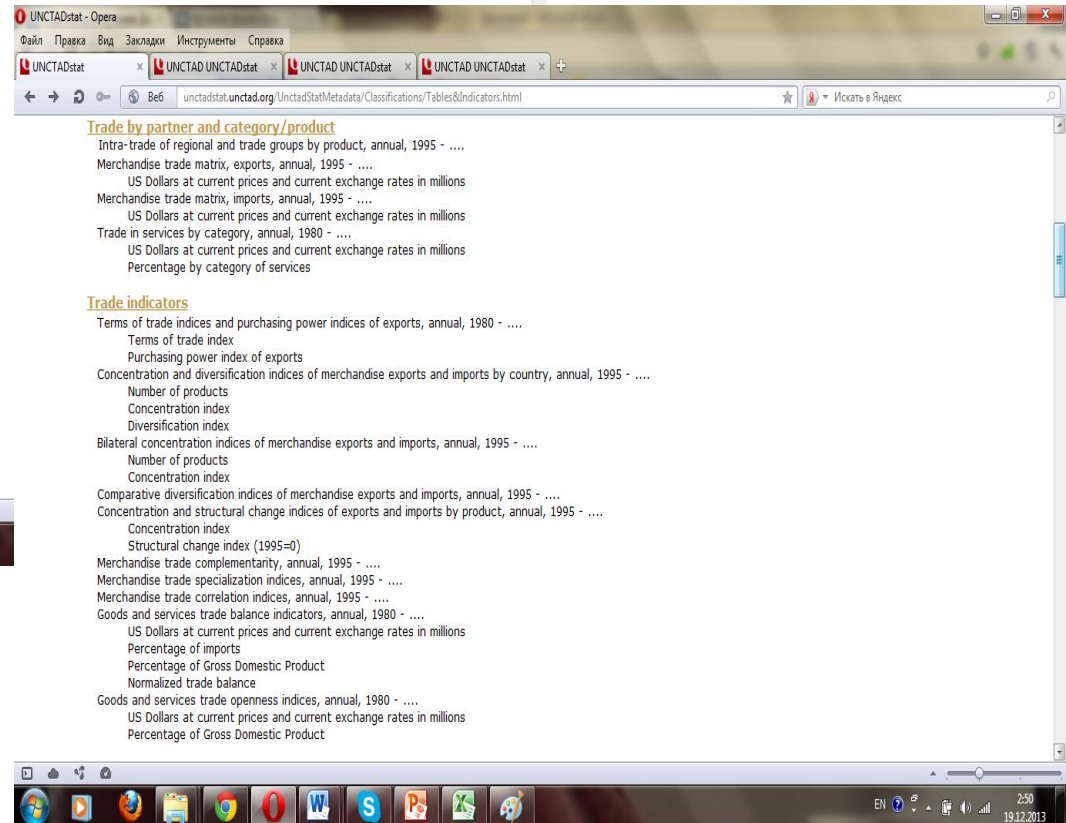 UNCTADstat - Opera
Файл Правка Вид Закладки Инструменты Справка
UNCTADstat × UNCTAD UNCTADstat × UNCTAD UNCTADstat × UNCTAD UNCTADstat ×
Веб unctadstat.unctad.org/UnctadStatMetadata/Classifications/Tables&Indicators.html Искать в Яндекс
Trade by partner and category/product
Intra-trade of regional and trade groups by product, annual, 1995 - ....
Merchandise trade matrix, exports, annual, 1995 - ....
US Dollars at current prices and current exchange rates in millions
Merchandise trade matrix, imports, annual, 1995 - ....
US Dollars at current prices and current exchange rates in millions
Trade in services by category, annual, 1980 - ....
US Dollars at current prices and current exchange rates in millions
Percentage by category of services
Trade indicators
Terms of trade indices and purchasing power indices of exports, annual, 1980 - ....
Terms of trade index
Purchasing power index of exports
Concentration and diversification indices of merchandise exports and imports by country, annual, 1995 - ....
Number of products
Concentration index
Diversification index
Bilateral concentration indices of merchandise exports and imports, annual, 1995 - ....
Number of products
Concentration index
Comparative diversification indices of merchandise exports and imports, annual, 1995 - ....
Concentration and structural change indices of exports and imports by product, annual, 1995 - ....
Concentration index
Structural change index (1995=0)
Merchandise trade complementarity, annual, 1995 - ....
Merchandise trade specialization indices, annual, 1995 - ....
Merchandise trade correlation indices, annual, 1995 - ....
Goods and services trade balance indicators, annual, 1980 - ....
US Dollars at current prices and current exchange rates in millions
Percentage of imports
Percentage of Gross Domestic Product
Normalized trade balance
Goods and services trade openness indices, annual, 1980 - ....
US Dollars at current prices and current exchange rates in millions
Percentage of Gross Domestic Product
EN 2:50
19.12.2013